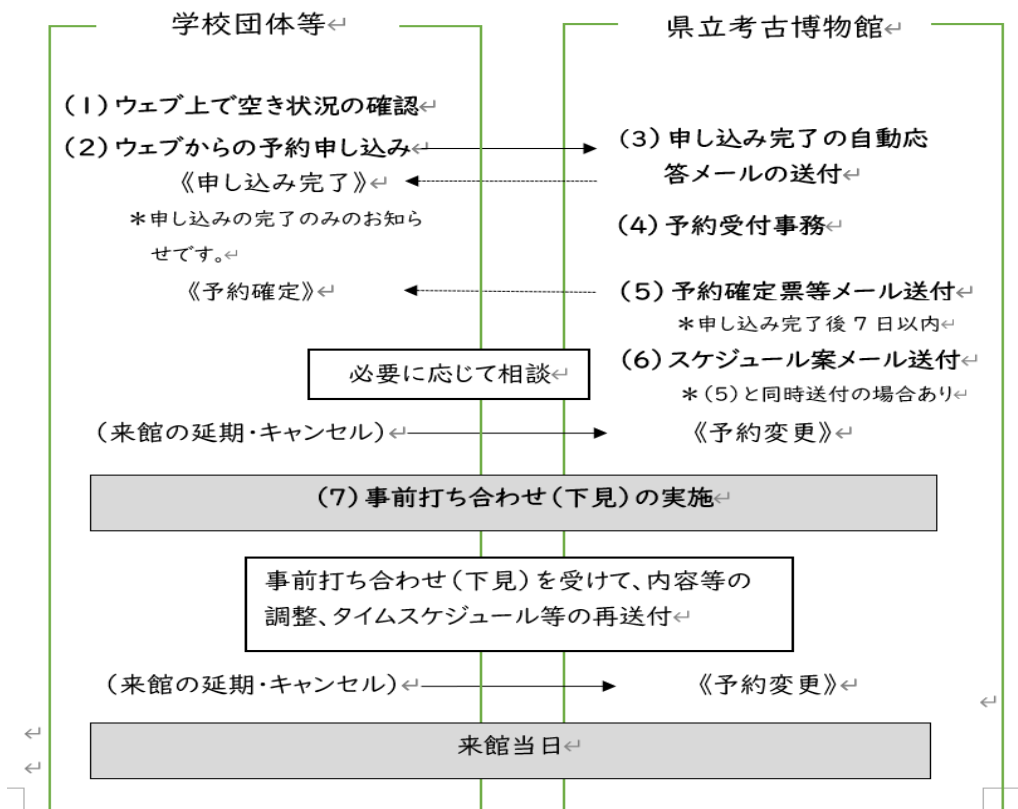 学校団体等
県立考古博物館
(1)ウェブ上で空き状況の確認
(2)ウェブからの予約申し込み
(3)申し込み完了の自動応
答メールの送付
《申し込み完了》
＊申し込みの完了のみのお知ら
せです。
(4)予約受付事務
《予約確定》
(5)予約確定票等メール送付
＊申し込み完了後 7 日以内
(6)スケジュール案メール送付
＊(5)と同時送付の場合あり
必要に応じて相談
(来館の延期・キャンセル)
《予約変更》
(7)事前打ち合わせ(下見)の実施
事前打ち合わせ(下見)を受けて、内容等の
調整、タイムスケジュール等の再送付
(来館の延期・キャンセル)
《予約変更》
来館当日